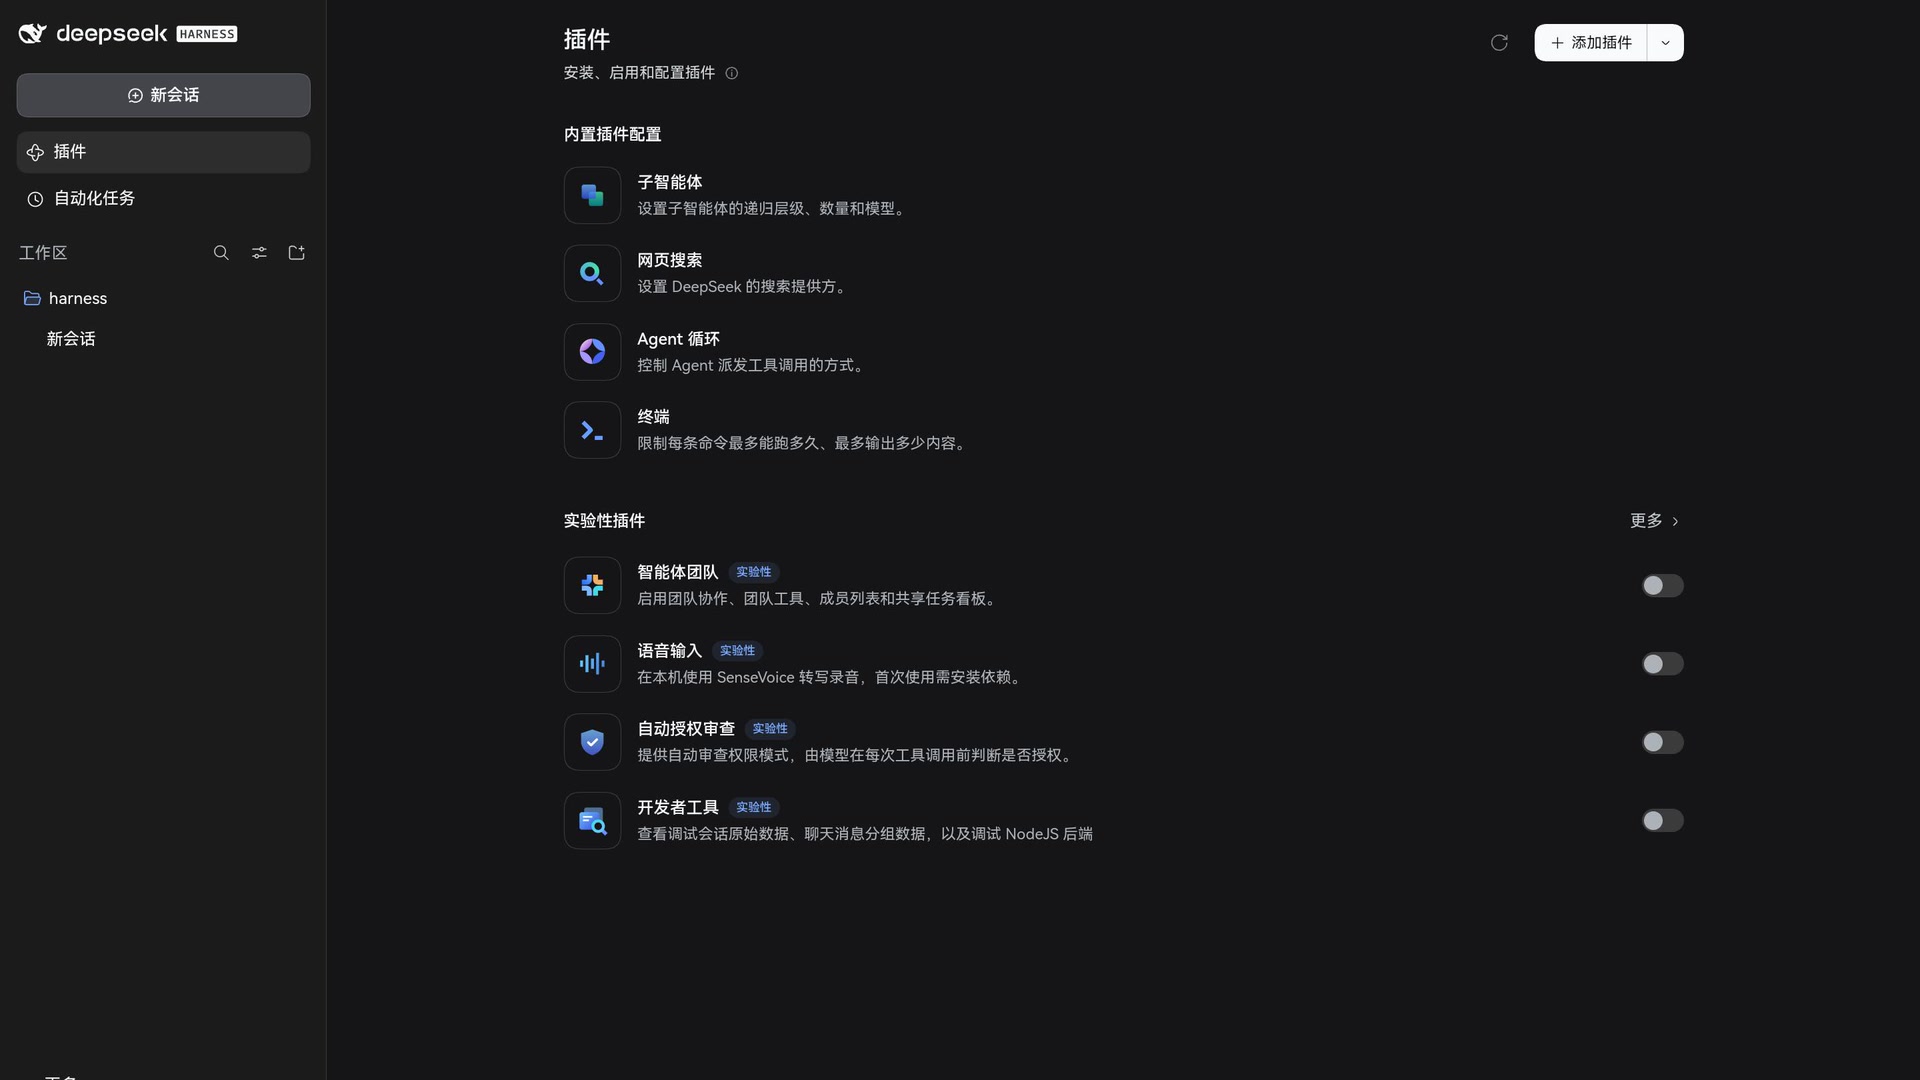 deepseek HARNESS
新会话
插件
自动化任务
工作区
harness
新会话
插件
安装、启用和配置插件
添加插件
内置插件配置
子智能体
设置子智能体的递归层级、数量和模型。
网页搜索
设置 DeepSeek 的搜索提供方。
Agent 循环
控制 Agent 派发工具调用的方式。
终端
限制每条命令最多能跑多久、最多输出多少内容。
实验性插件
更多
智能体团队 实验性
启用团队协作、团队工具、成员列表和共享任务看板。
语音输入 实验性
在本机使用 SenseVoice 转写录音，首次使用需安装依赖。
自动授权审查 实验性
提供自动审查权限模式，由模型在每次工具调用前判断是否授权。
开发者工具 实验性
查看调试会话原始数据、聊天消息分组数据，以及调试 NodeJS 后端